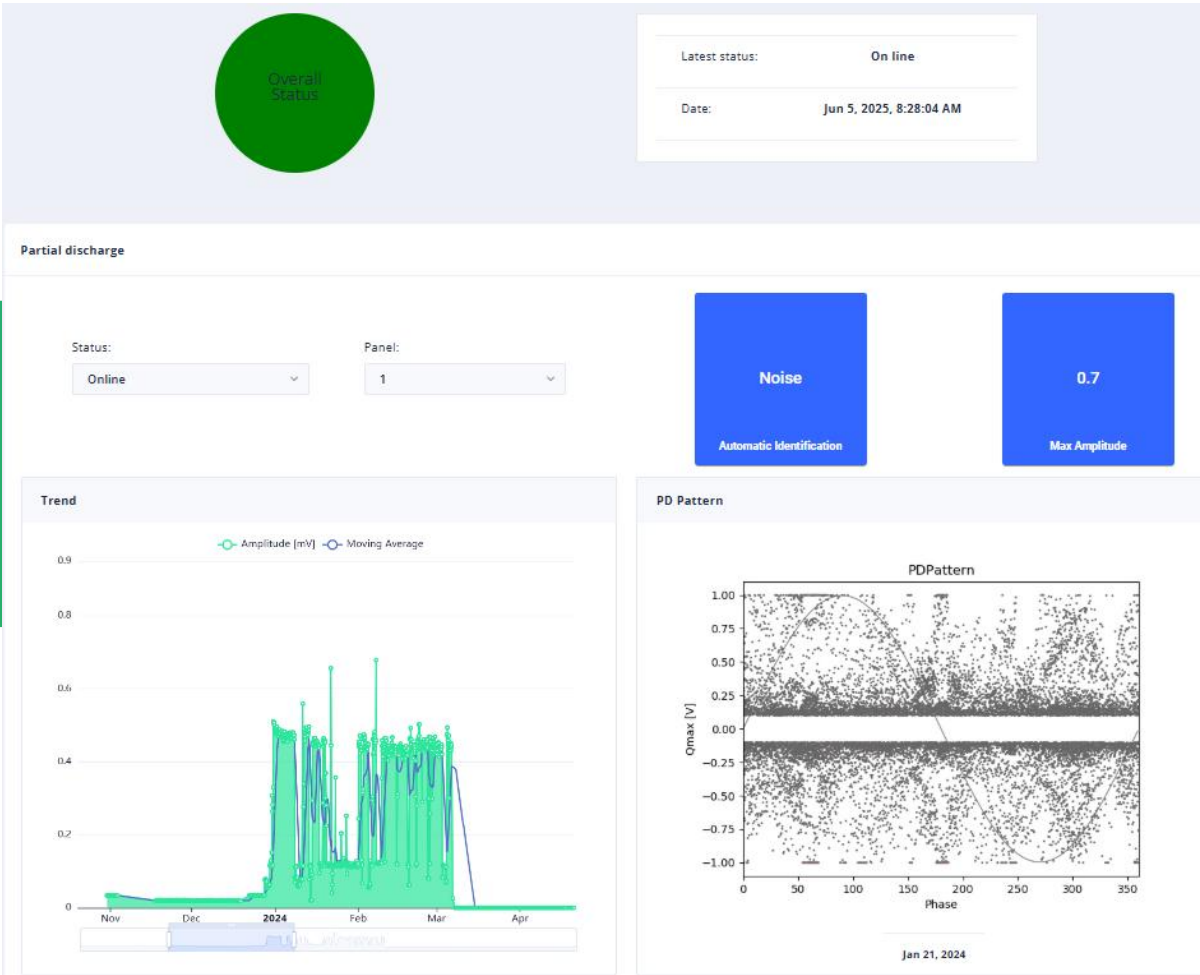 Overall
Status
Latest status: On line
Date: Jun 5, 2025, 8:28:04 AM
Partial discharge
Status:
Online
Panel:
1
Noise
Automatic Identification
0.7
Max Amplitude
Trend
Amplitude [mV] Moving Average
0.9
0.8
0.6
0.4
0.2
0
Nov Dec 2024 Feb Mar Apr
PD Pattern
PDPattern
1.00
0.75
0.50
0.25
0.00
−0.25
−0.50
−0.75
−1.00
Qmax [V]
0 50 100 150 200 250 300 350
Phase
Jan 21, 2024